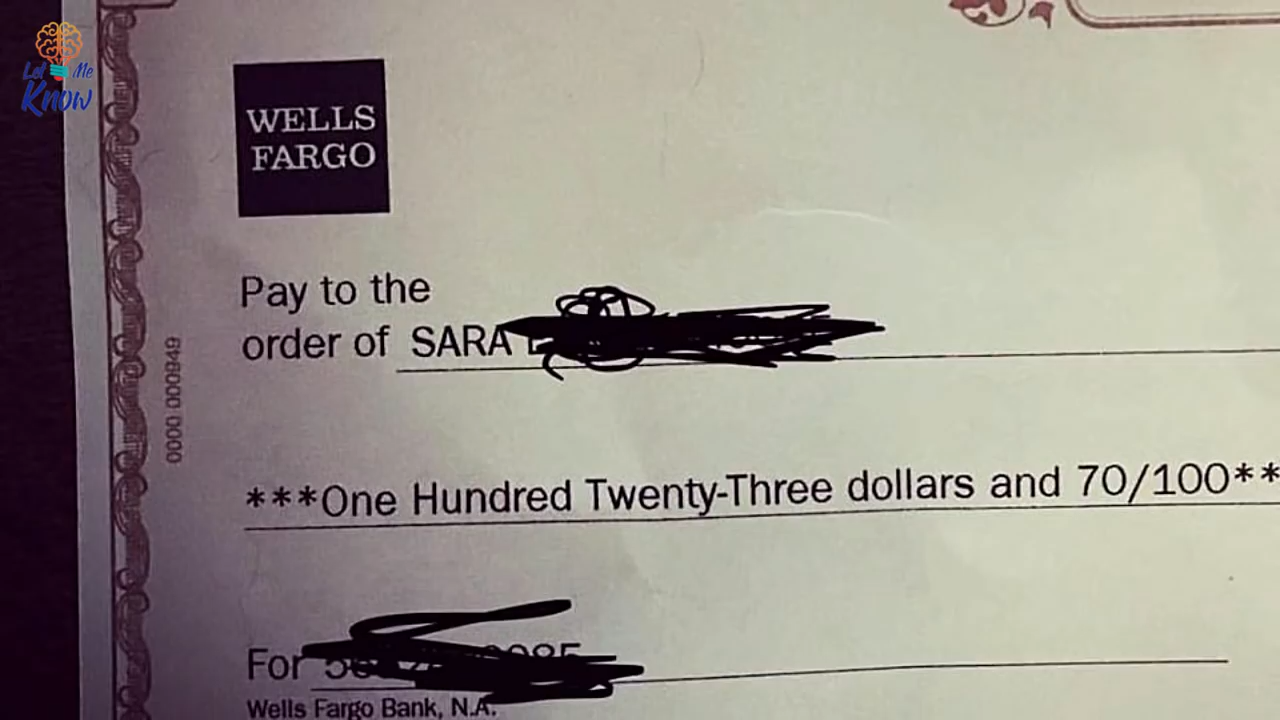 Let Me
Know
WELLS
FARGO
Pay to the
order of SARA
0000 000949
***One Hundred Twenty-Three dollars and 70/100**
For
Wells Fargo Bank, N.A.